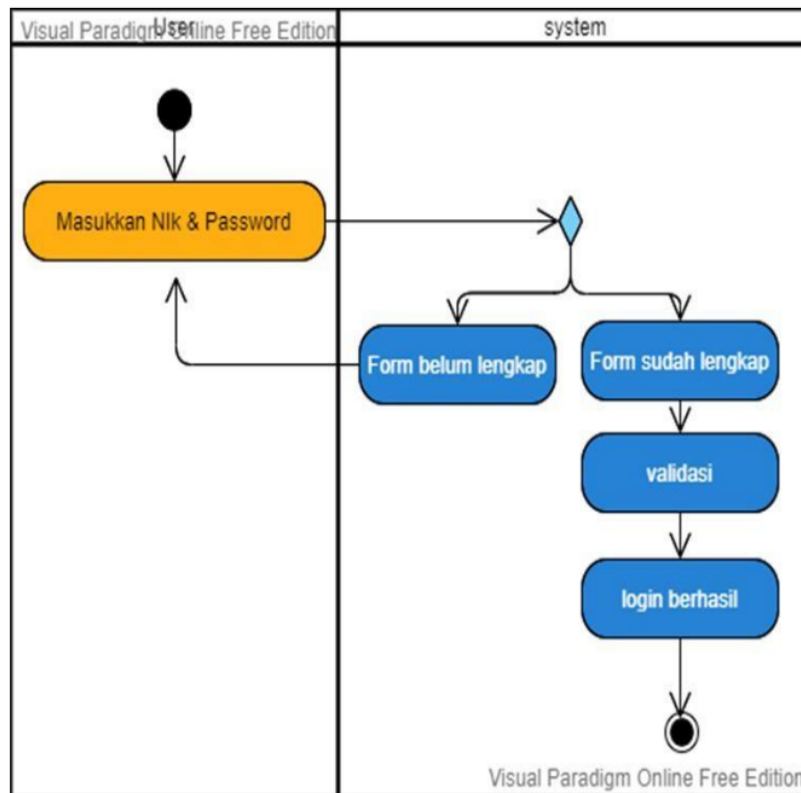 Visual Paradigm Online Free Edition
User
system
Masukkan NIk & Password
Form belum lengkap
Form sudah lengkap
validasi
login berhasil
Visual Paradigm Online Free Edition